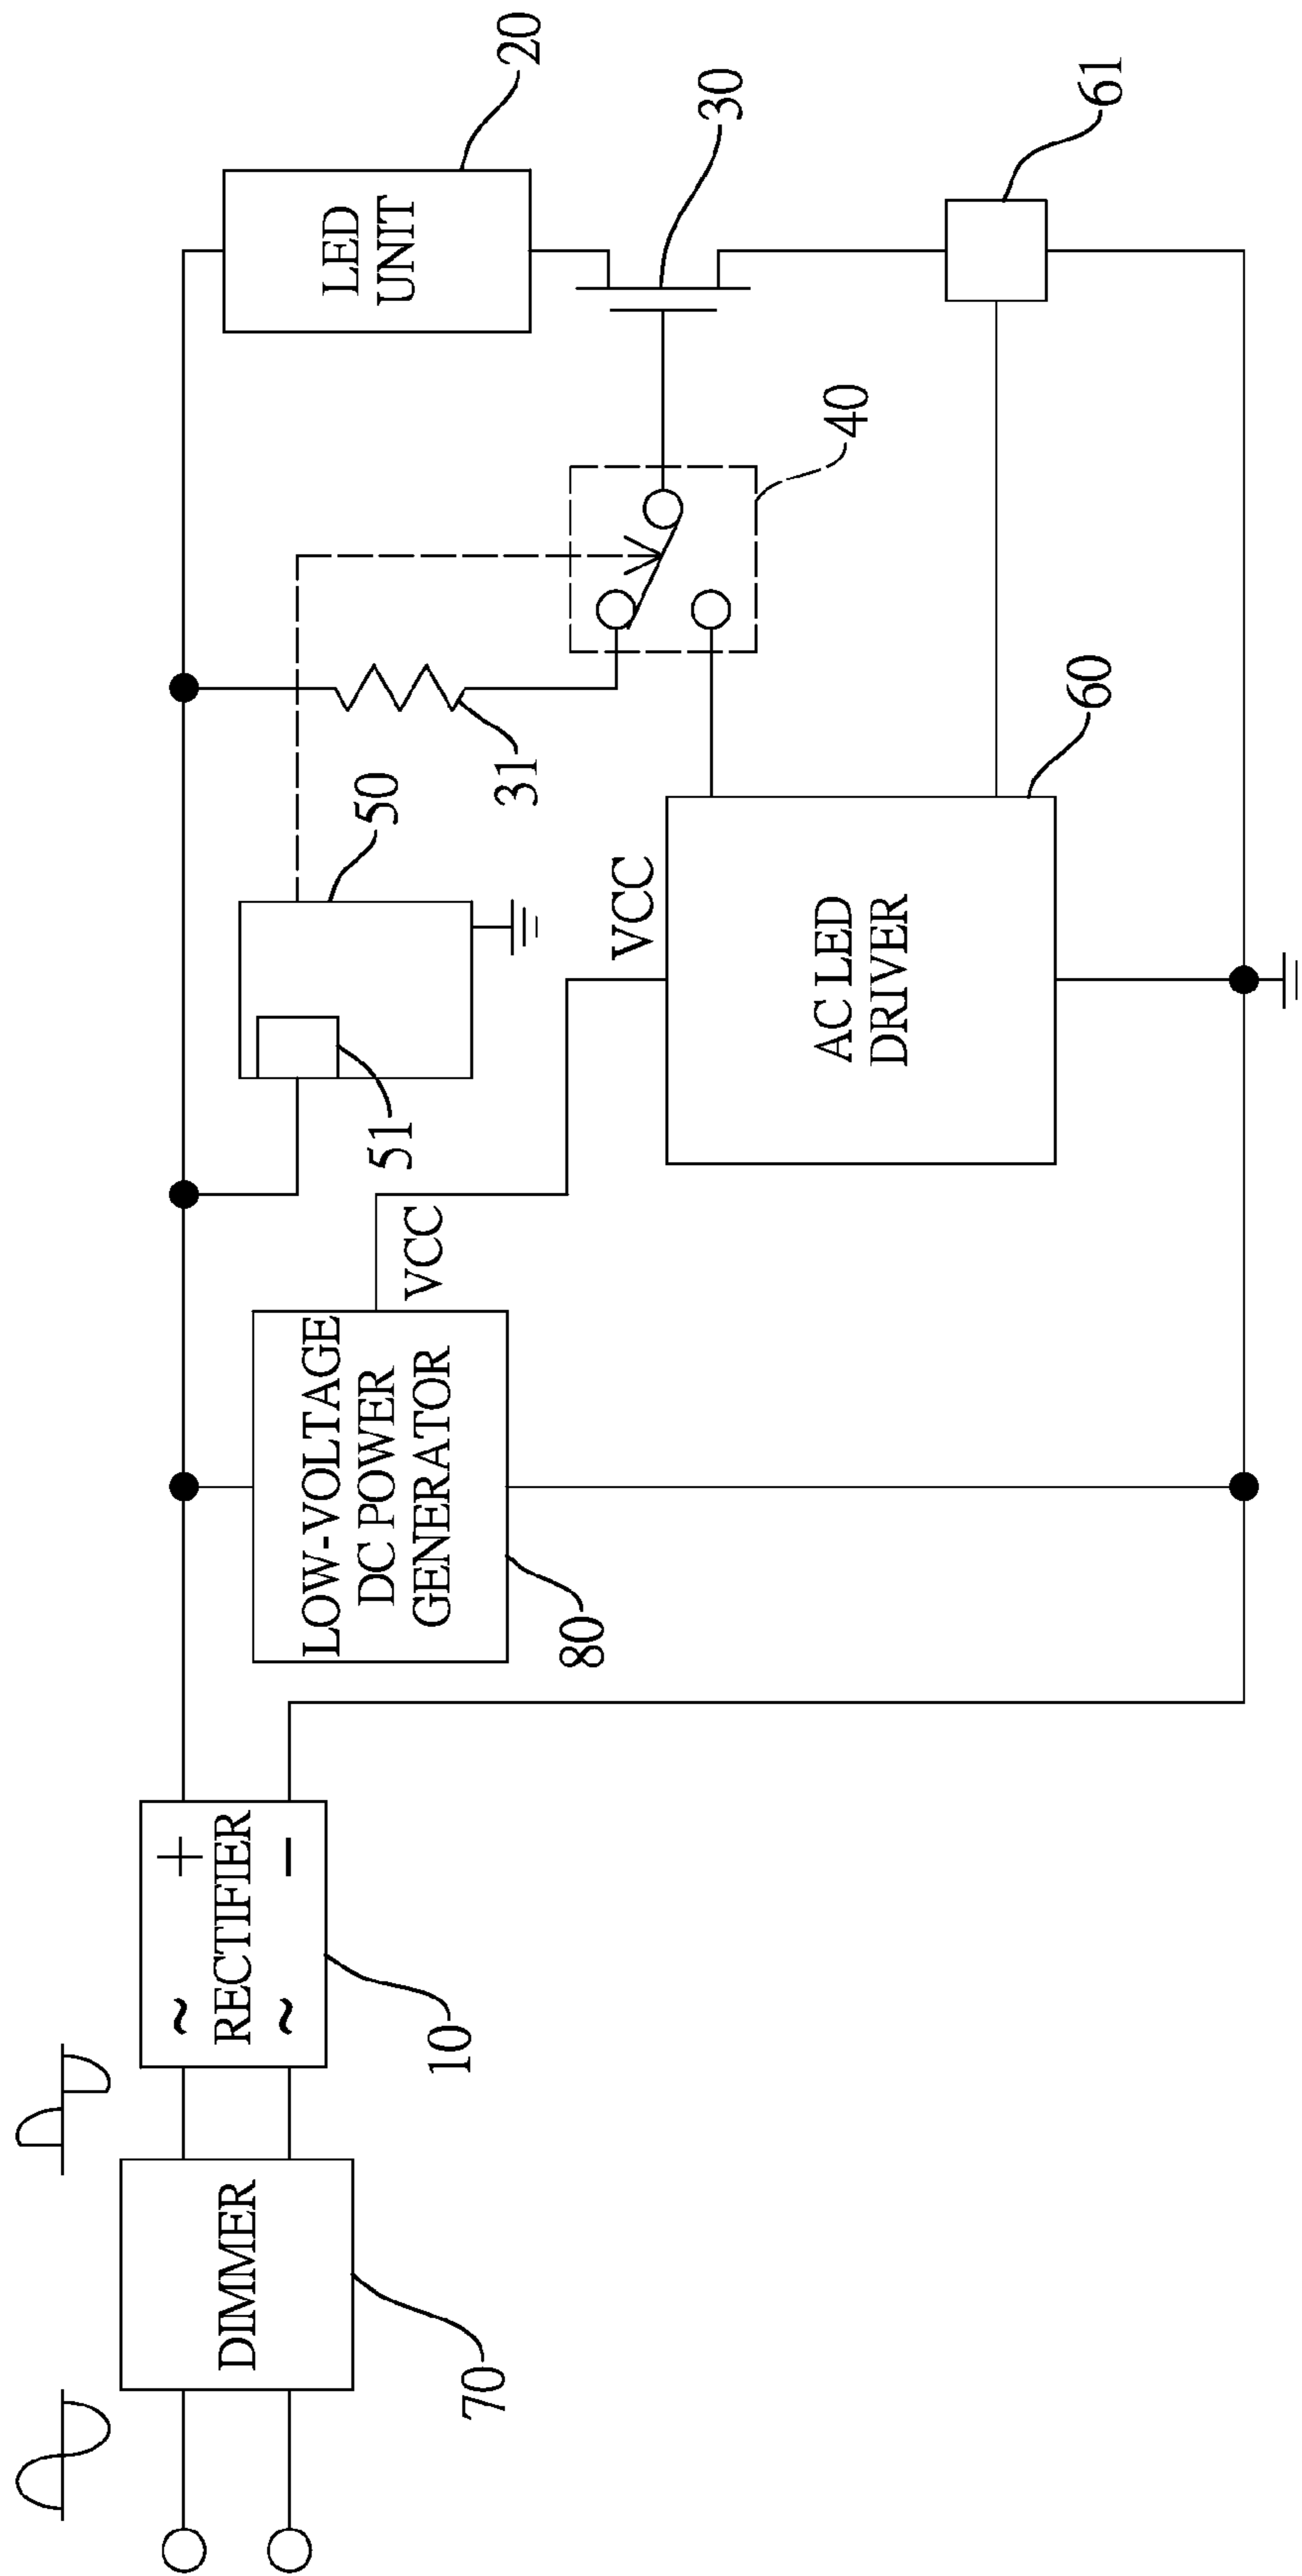 DIMMER
70
~
~
RECTIFIER
+
−
10
LOW-VOLTAGE
DC POWER
GENERATOR
80
VCC
51
50
VCC
AC LED
DRIVER
60
31
40
LED
UNIT
20
30
61